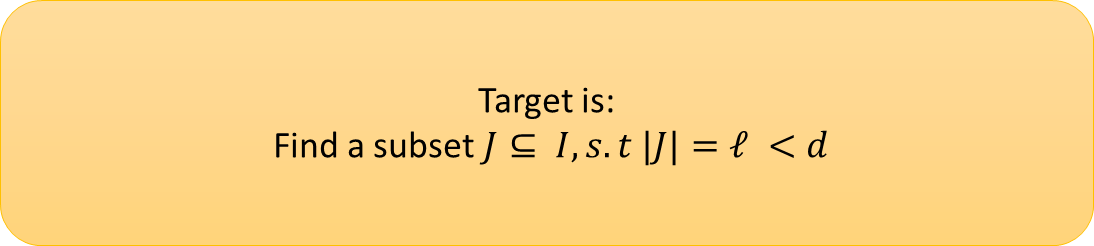 Target is:
Find a subset 𝐽 ⊆ 𝐼, 𝑠. 𝑡 |𝐽| = ℓ < 𝑑